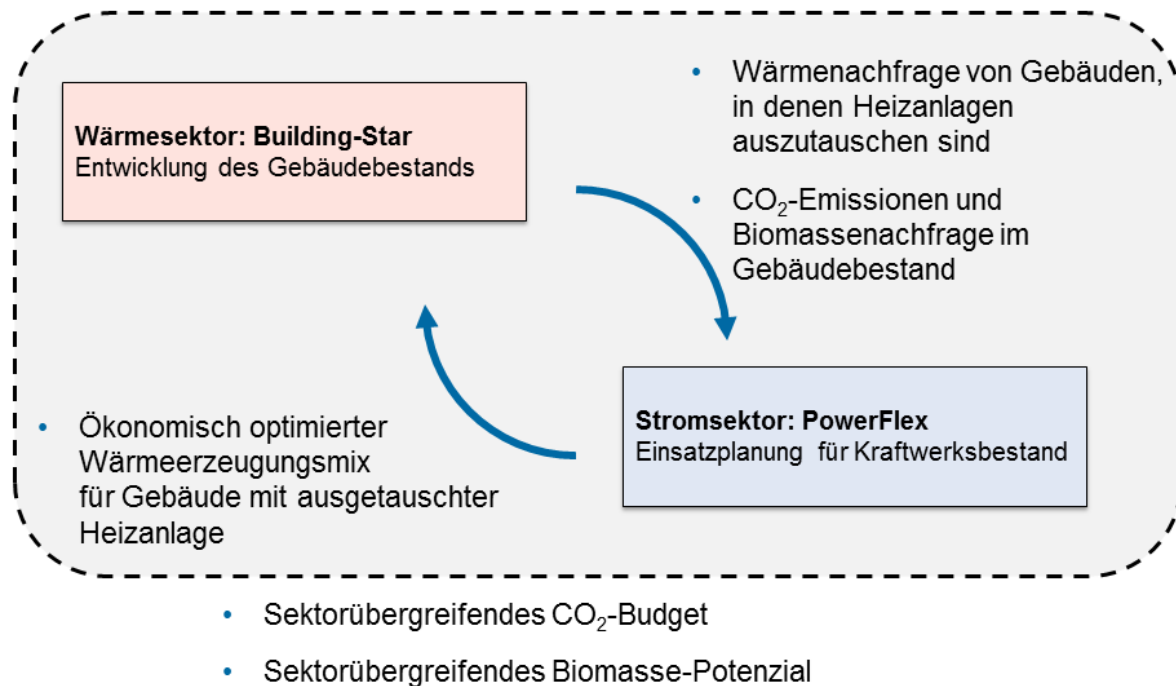 Wärmesektor: Building-Star
Entwicklung des Gebäudebestands
• Wärmenachfrage von Gebäuden,
in denen Heizanlagen
auszutauschen sind
• CO₂-Emissionen und
Biomassenachfrage im
Gebäudebestand
Stromsektor: PowerFlex
Einsatzplanung für Kraftwerksbestand
• Ökonomisch optimierter
Wärmeerzeugungsmix
für Gebäude mit ausgetauschter
Heizanlage
• Sektorübergreifendes CO₂-Budget
• Sektorübergreifendes Biomasse-Potenzial